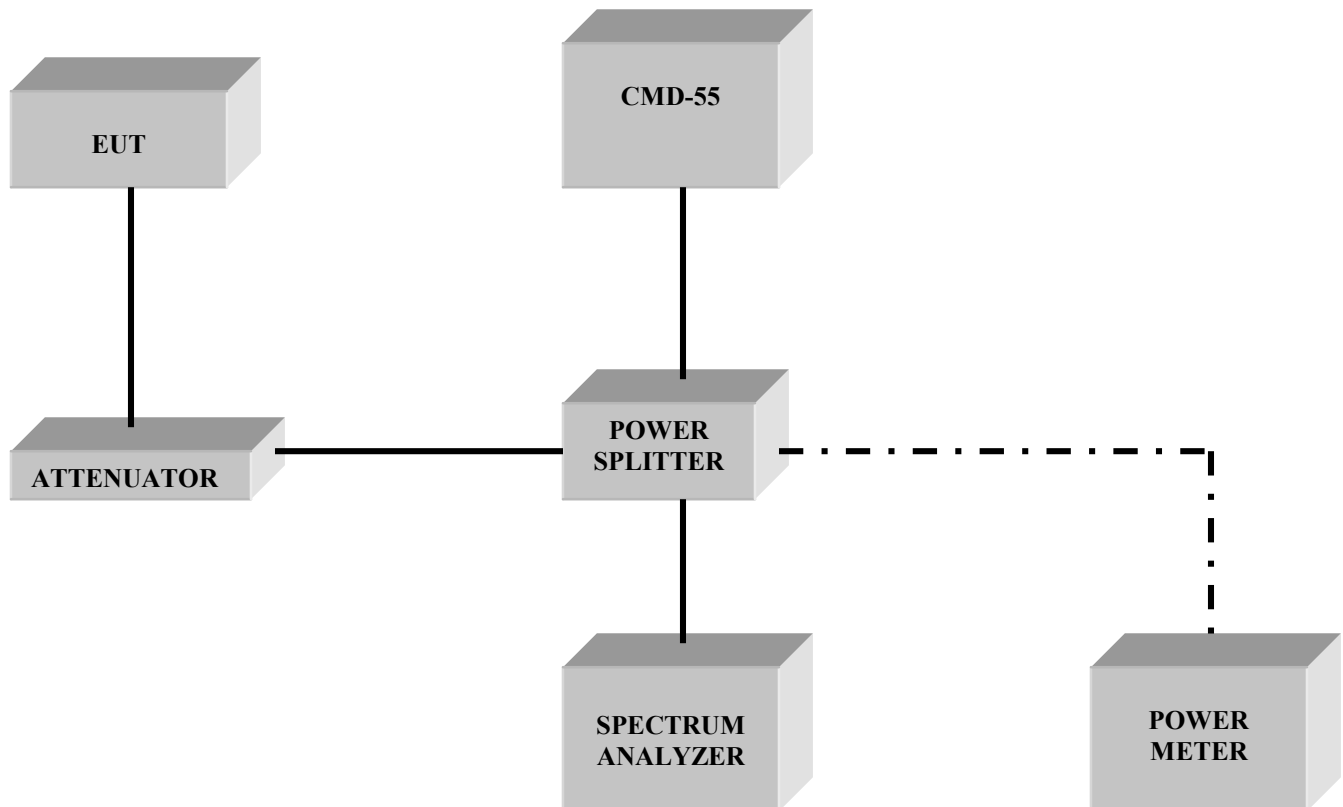 CMD-55
EUT
POWER
SPLITTER
ATTENUATOR
SPECTRUM
ANALYZER
POWER
METER